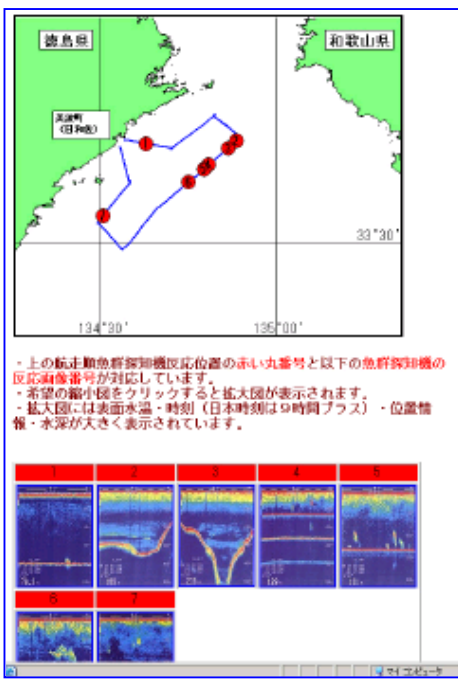 徳島県
和歌山県
美波町
(日和佐)
1
7
6
33°30'
134°30'
135°00'
・上の航走順魚群探知機反応位置の赤い丸番号と以下の魚群探知機の
反応画像番号が対応しています。
・希望の縮小図をクリックすると拡大図が表示されます。
・拡大図には表面水温・時刻(日本時刻は9時間プラス)・位置情
報・水深が大きく表示されています。
1 2 3 4 5
6 7
マイ コンピュータ